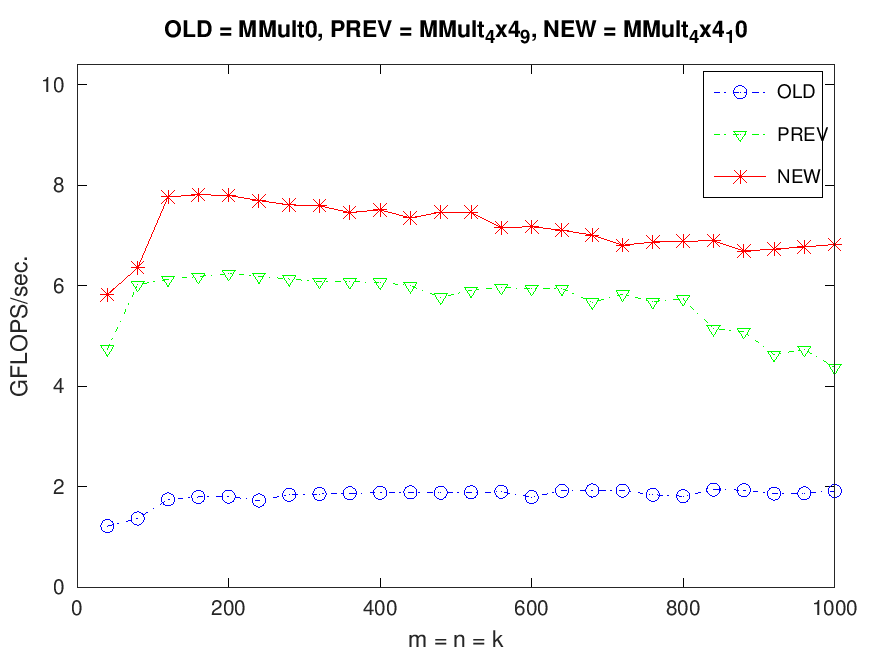 OLD = MMult0, PREV = MMult₄x4₉, NEW = MMult₄x4₁0
10
8
6
4
2
0
GFLOPS/sec.
OLD
PREV
NEW
0 200 400 600 800 1000
m = n = k